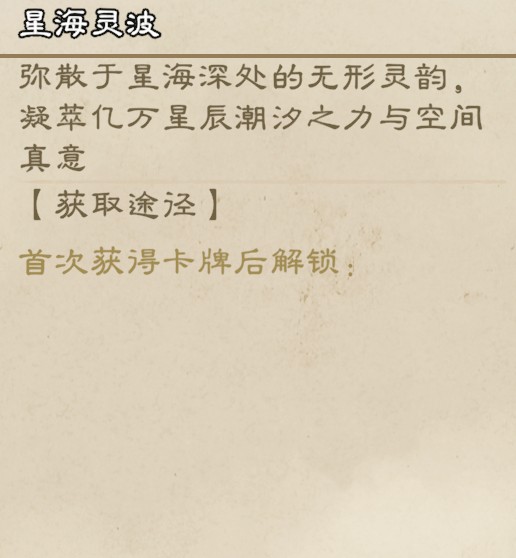 星海灵波
弥散于星海深处的无形灵韵，
凝萃亿万星辰潮汐之力与空间
真意
【获取途径】
首次获得卡牌后解锁：